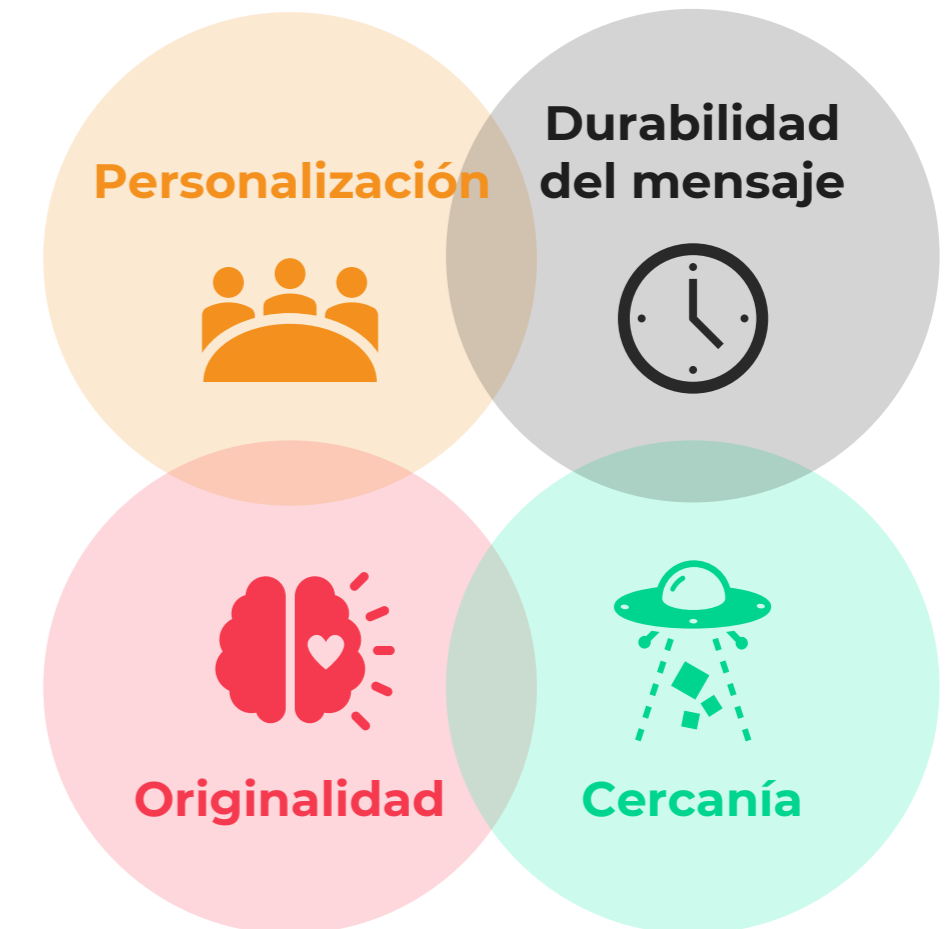 Personalización
Durabilidad
del mensaje
Originalidad
Cercanía